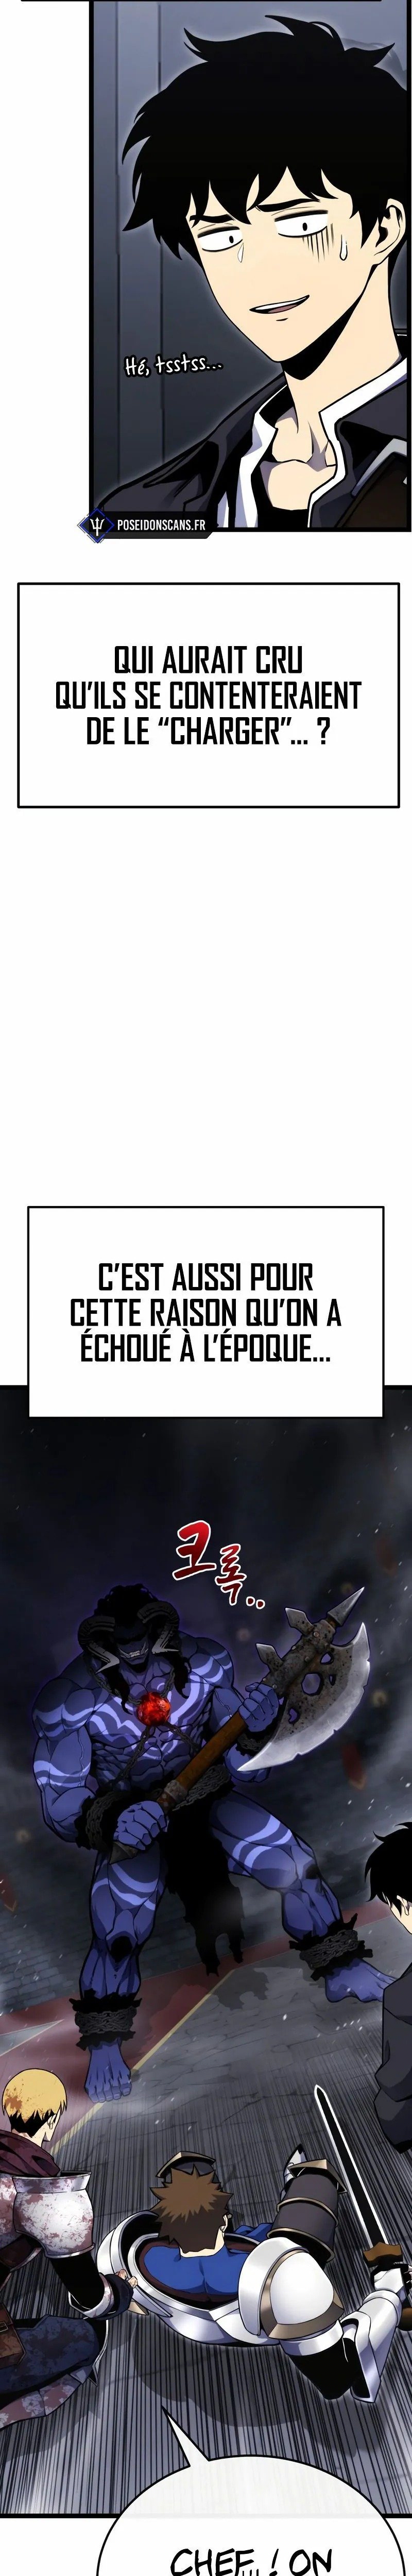 Hé, tsstss...
POSEIDONSCANS.FR
QUI AURAIT CRU
QU'ILS SE CONTENTERAIENT
DE LE "CHARGER"... ?
C'EST AUSSI POUR
CETTE RAISON QU'ON A
ÉCHOUÉ À L'ÉPOQUE...
크륵..
CHEF... ! ON